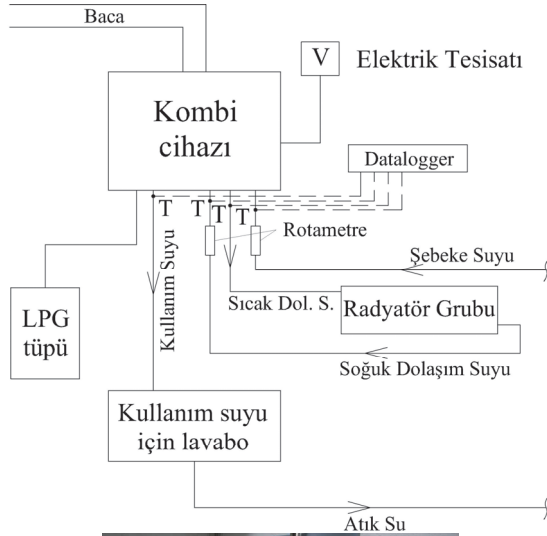 Baca
V
Elektrik Tesisatı
Kombi
cihazı
Datalogger
T
T
T
T
Rotametre
Kullanım Suyu
Şebeke Suyu
Sıcak Dol. S.
Radyatör Grubu
LPG
tüpü
Soğuk Dolaşım Suyu
Kullanım suyu
için lavabo
Atık Su